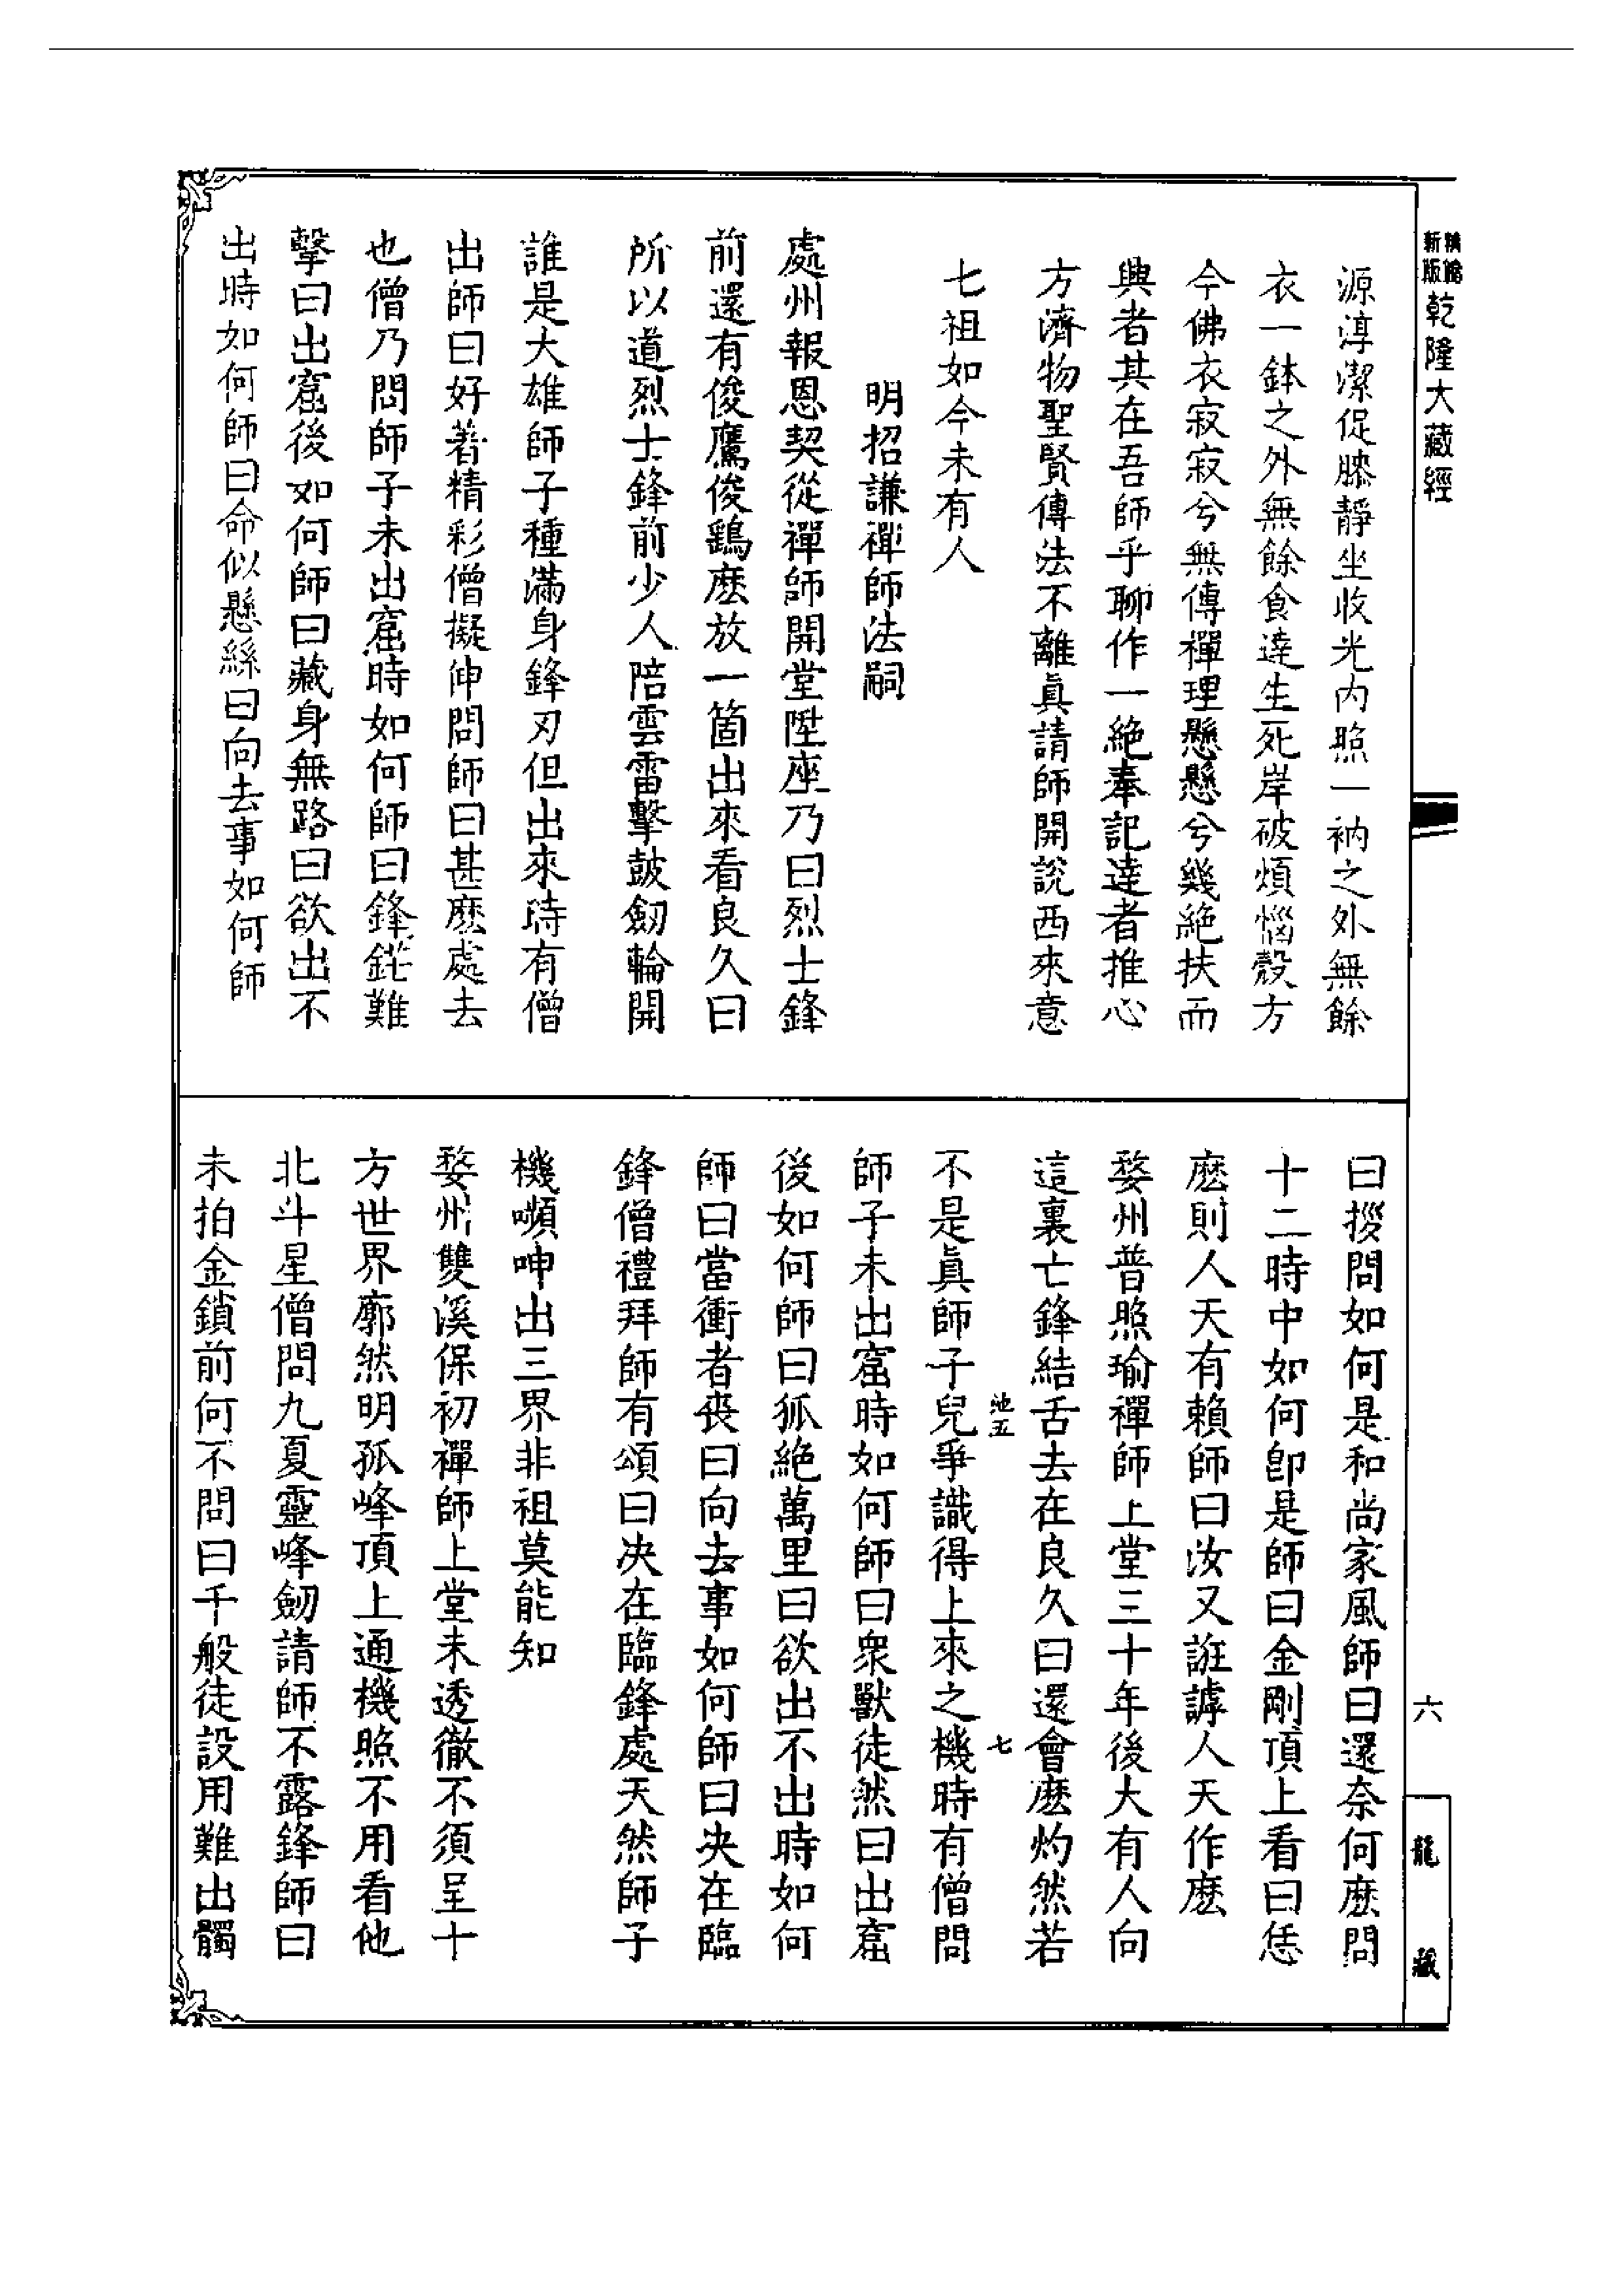 新版
乾隆大藏經
源淳潔促膝靜坐收光內照一衲之外無餘
衣一鉢之外無餘食達生死岸破煩惱殼方
今佛衣寂寂兮無傳禪理懸懸兮幾絶扶而
興者其在吾師乎聊作一絶奉記達者推心
方濟物聖賢傳法不離眞請師開說西來意
七祖如今未有人
明招謙禪師法嗣
處州報恩契從禪師開堂陞座乃曰烈士鋒
前還有俊鷹俊鷂麽放一箇出來看良久曰
所以道烈士鋒前少人陪雲雷擊鼓劒輪開
誰是大雄師子種滿身鋒刃但出來時有僧
出師曰好著精彩僧擬伸問師曰甚麽處去
也僧乃問師子未出窟時如何師曰鋒鋩難
擊曰出窟後如何師曰藏身無路曰欲出不
出時如何師曰命似懸絲曰向去事如何師
曰拶問如何是和尚家風師曰還奈何麽問
十二時中如何卽是師曰金剛頂上看曰恁
麽則人天有賴師曰汝又誑謼人天作麽
婺州普照瑜禪師上堂三十年後大有人向
這裏亡鋒結舌去在良久曰還會麽灼然若
不是眞師子兒爭識得上來之機時有僧問
池五
七
師子未出窟時如何師曰衆獸徒然曰出窟
後如何師曰狐絶萬里曰欲出不出時如何
師曰當衝者喪曰向去事如何師曰决在臨
鋒僧禮拜師有頌曰决在臨鋒處天然師子
機嚬呻出三界非祖莫能知
婺州雙溪保初禪師上堂未透徹不須呈十
方世界廓然明孤峰頂上通機照不用看他
北斗星僧問九夏靈峰劒請師不露鋒師曰
未拍金鎖前何不問曰千般徒設用難出髑
六
龍藏